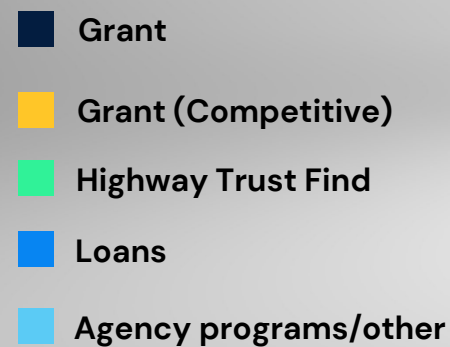 Grant
Grant (Competitive)
Highway Trust Find
Loans
Agency programs/other